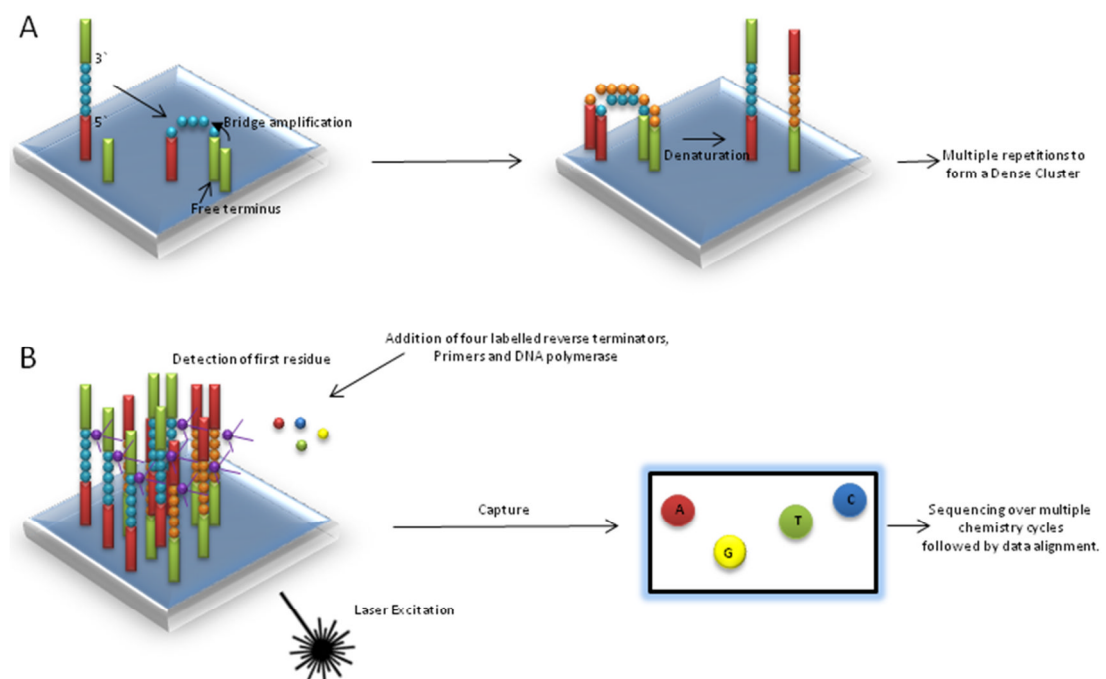 A
3`
5`
Bridge amplification
Free terminus
Denaturation
Multiple repetitions to
form a Dense Cluster
B
Detection of first residue
Addition of four labelled reverse terminators,
Primers and DNA polymerase
Laser Excitation
Capture
A
G
T
C
Sequencing over multiple
chemistry cycles
followed by data alignment.